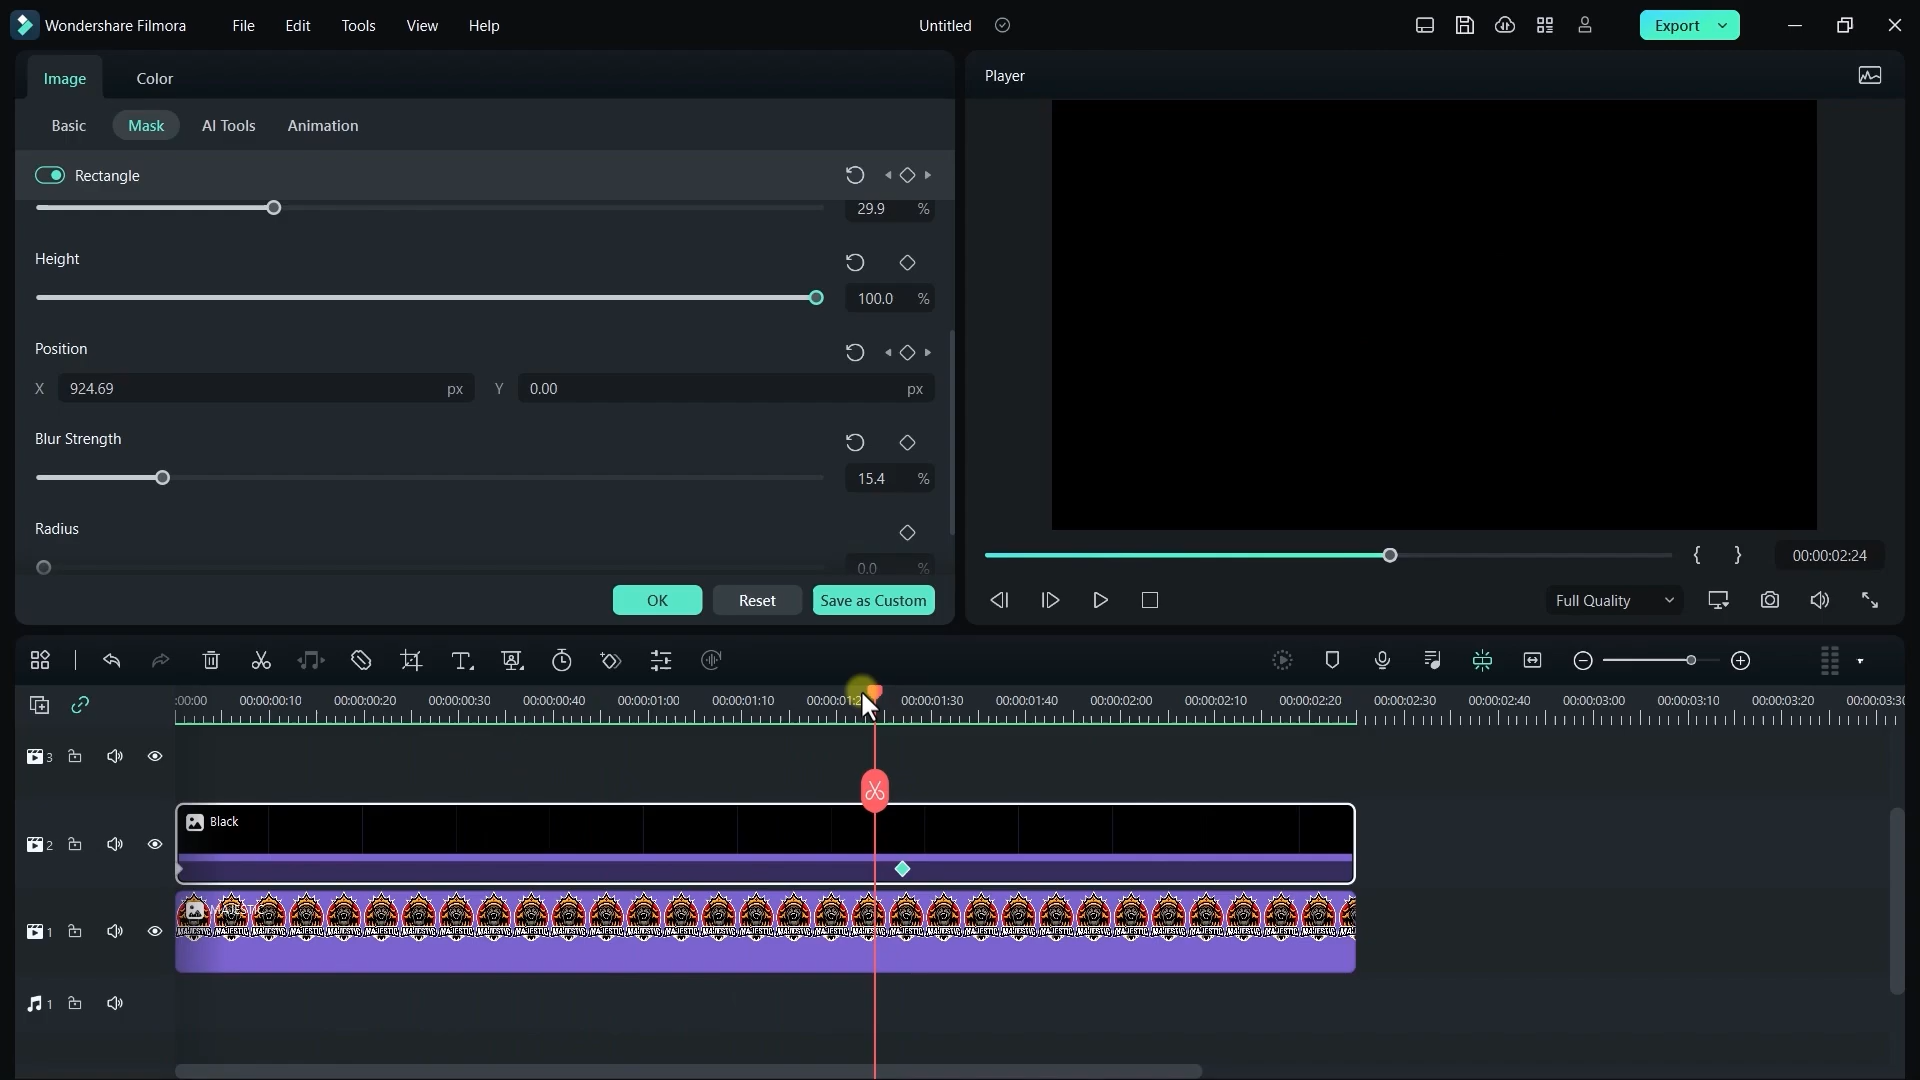 Wondershare Filmora
File
Edit
Tools
View
Help
Untitled
Export
Image
Color
Player
Basic
Mask
AI Tools
Animation
Rectangle
29.9 %
Height
100.0 %
Position
X 924.69 px Y 0.00 px
Blur Strength
15.4 %
Radius
0.0 %
OK
Reset
Save as Custom
{ } 00:00:02:24
Full Quality
:00:00 00:00:00:10 00:00:00:20 00:00:00:30 00:00:00:40 00:00:01:00 00:00:01:10 00:00:01:2 00:00:01:30 00:00:01:40 00:00:02:00 00:00:02:10 00:00:02:20 00:00:02:30 00:00:02:40 00:00:03:00 00:00:03:10 00:00:03:20 00:00:03:30
3
Black
2
MAJESTIC
1
1